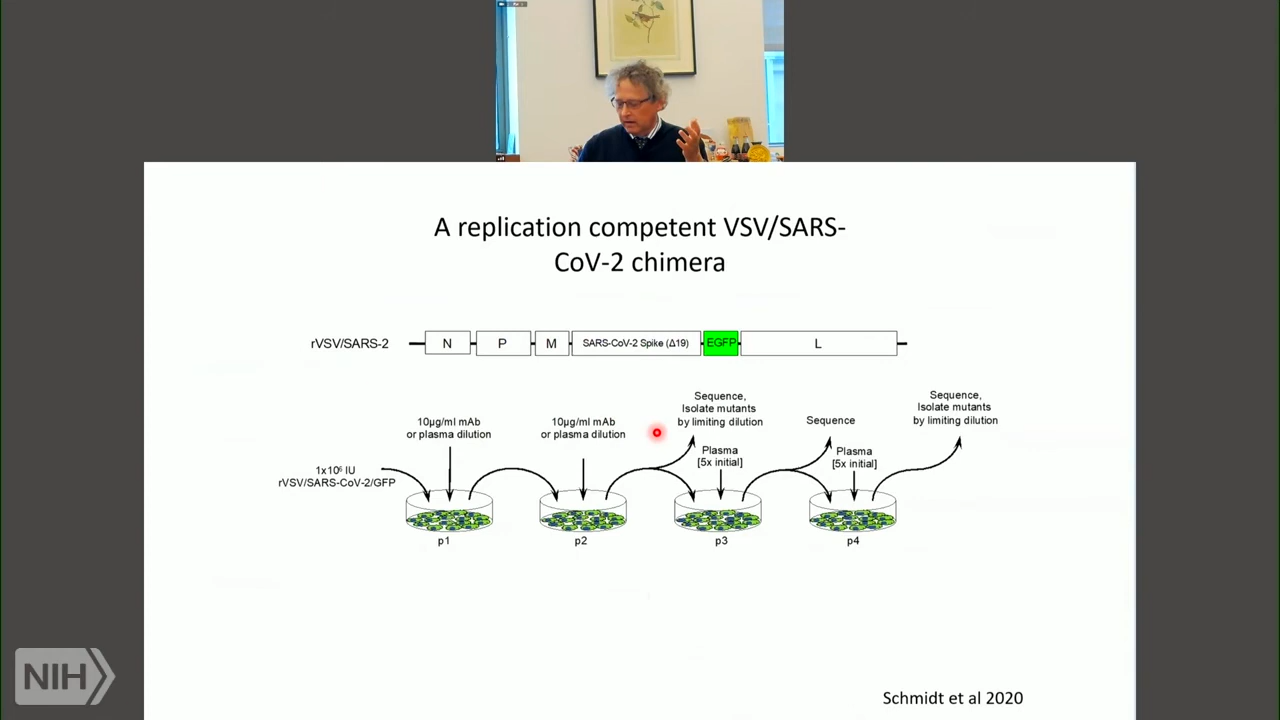 A replication competent VSV/SARS-
CoV-2 chimera
rVSV/SARS-2
N
P
M
SARS-CoV-2 Spike (Δ19)
EGFP
L
10µg/ml mAb
or plasma dilution
10µg/ml mAb
or plasma dilution
Sequence,
Isolate mutants
by limiting dilution
Sequence
Sequence,
Isolate mutants
by limiting dilution
Plasma
[5x initial]
Plasma
[5x initial]
1x10⁶ IU
rVSV/SARS-CoV-2/GFP
p1
p2
p3
p4
NIH
Schmidt et al 2020